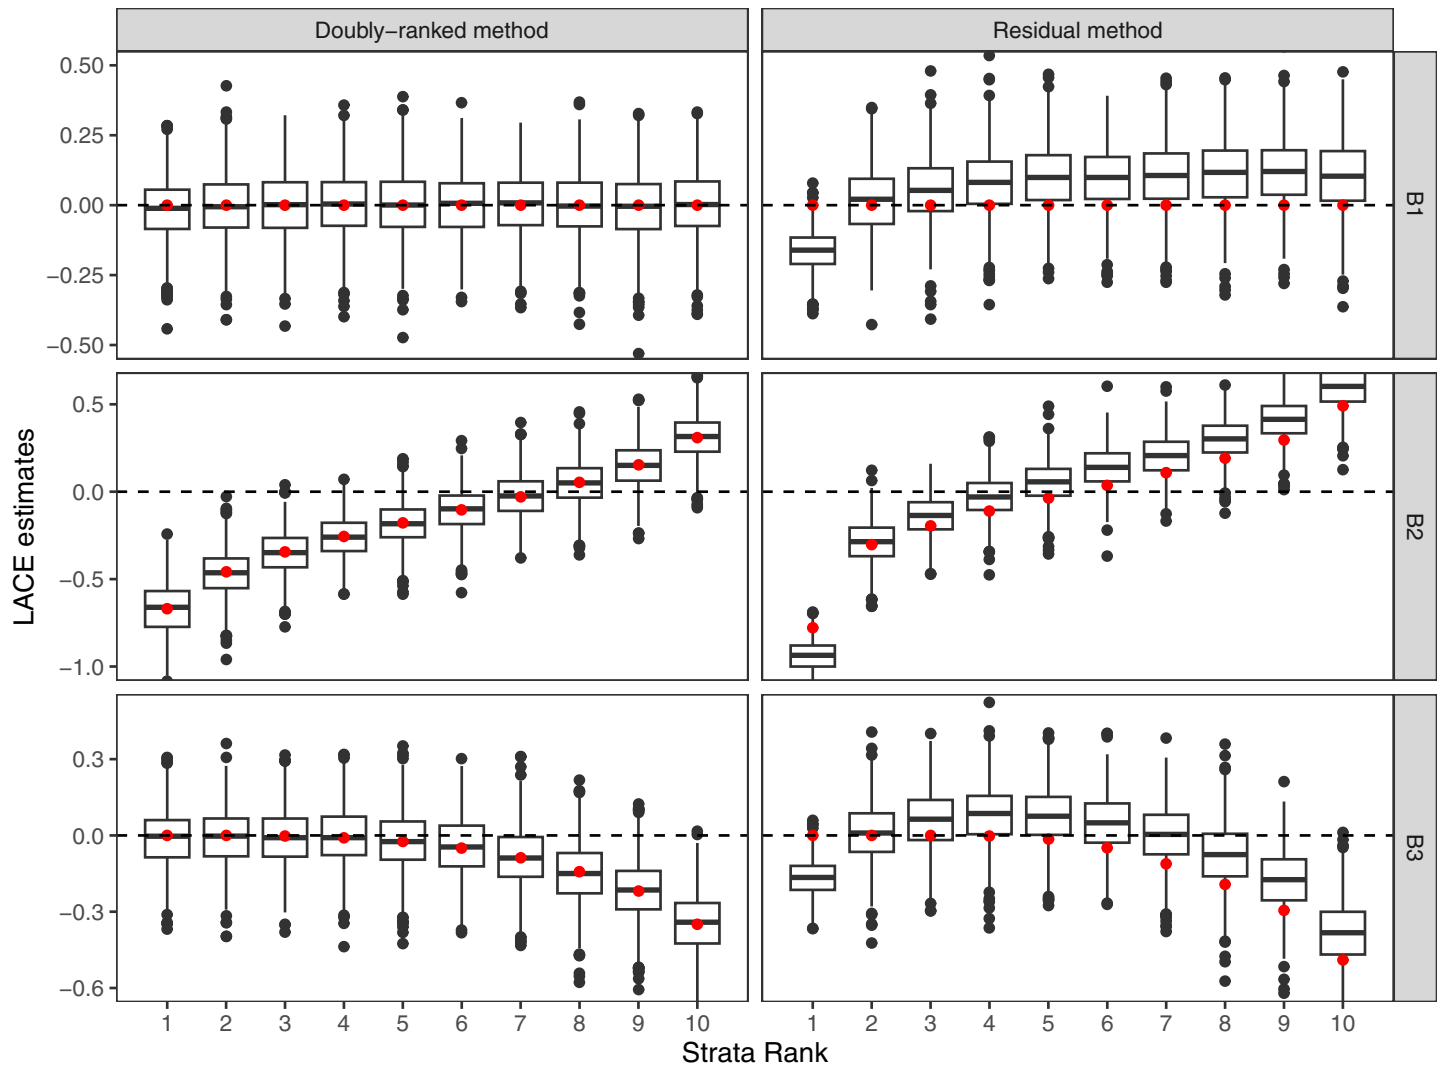 Doubly−ranked method
Residual method
0.50
0.25
0.00
−0.25
−0.50
B1
0.5
0.0
−0.5
−1.0
B2
0.3
0.0
−0.3
−0.6
B3
LACE estimates
1 2 3 4 5 6 7 8 9 10
1 2 3 4 5 6 7 8 9 10
Strata Rank